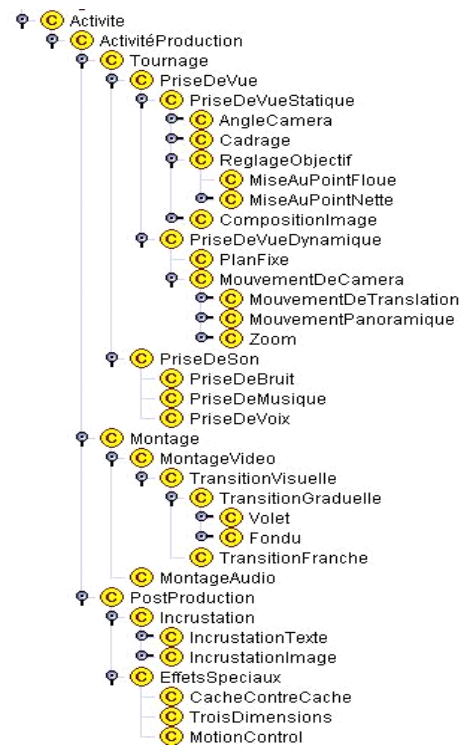 C Activite
C ActivitéProduction
C Tournage
C PriseDeVue
C PriseDeVueStatique
C AngleCamera
C Cadrage
C ReglageObjectif
C MiseAuPointFloue
C MiseAuPointNette
C CompositionImage
C PriseDeVueDynamique
C PlanFixe
C MouvementDeCamera
C MouvementDeTranslation
C MouvementPanoramique
C Zoom
C PriseDeSon
C PriseDeBruit
C PriseDeMusique
C PriseDeVoix
C Montage
C MontageVideo
C TransitionVisuelle
C TransitionGraduelle
C Volet
C Fondu
C TransitionFranche
C MontageAudio
C PostProduction
C Incrustation
C IncrustationTexte
C IncrustationImage
C EffetsSpeciaux
C CacheContreCache
C TroisDimensions
C MotionControl